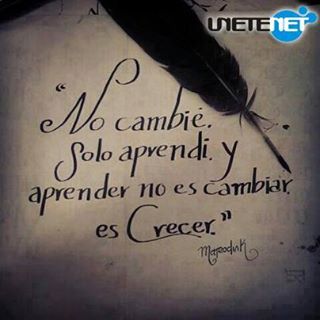 UNETENET
"No cambié.
Solo aprendí. y
aprender no es cambiar.
es Crecer."